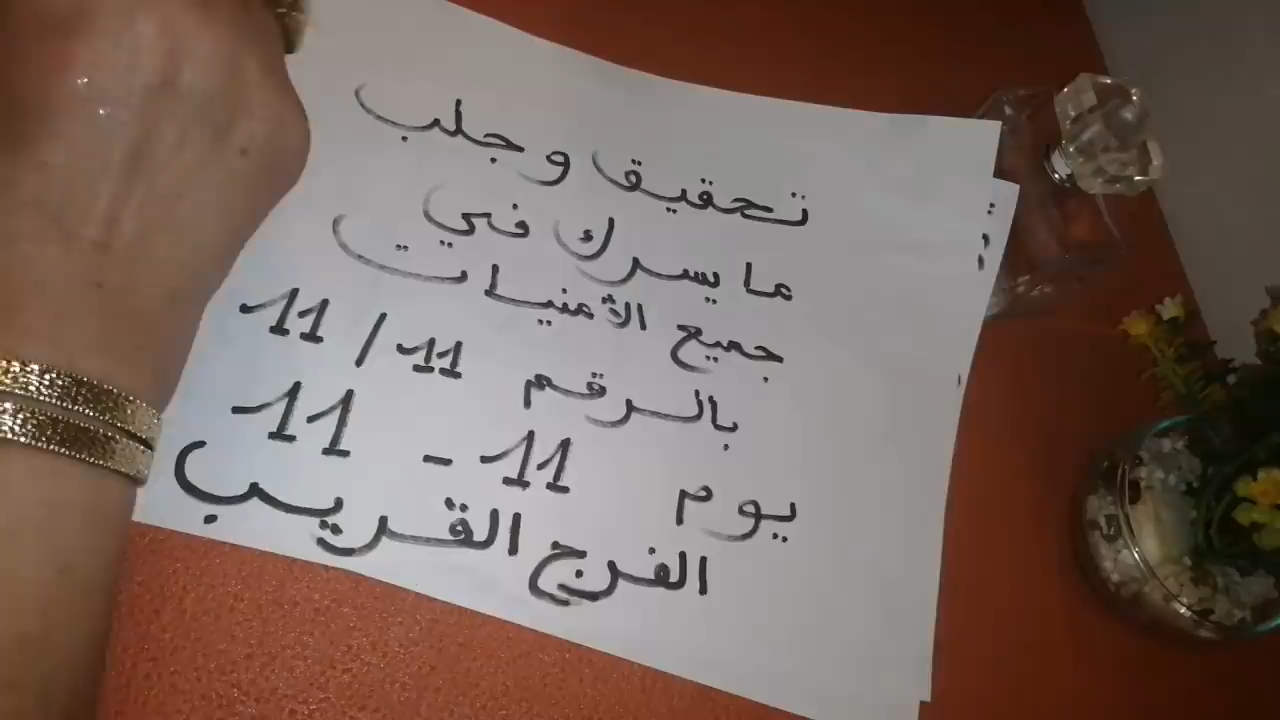 تحقيق وجلب
ما يسرك في
جميع الأمنيات
بالرقم 11 / 11
يوم 11 - 11
الفرج القريب